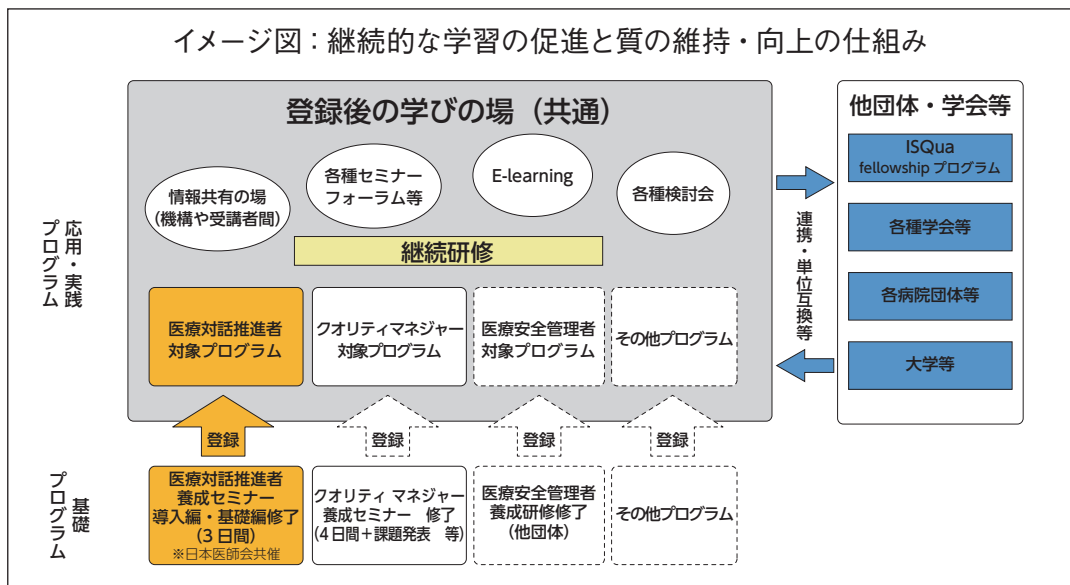 イメージ図：継続的な学習の促進と質の維持・向上の仕組み
登録後の学びの場（共通）
情報共有の場
（機構や受講者間）
各種セミナー
フォーラム等
E-learning
各種検討会
継続研修
応用・実践
プログラム
医療対話推進者
対象プログラム
クオリティマネジャー
対象プログラム
医療安全管理者
対象プログラム
その他プログラム
登録
登録
登録
登録
基礎
プログラム
医療対話推進者
養成セミナー
導入編・基礎編修了
（3日間）
※日本医師会共催
クオリティ マネジャー
養成セミナー　修了
（4日間＋課題発表　等）
医療安全管理者
養成研修修了
（他団体）
その他プログラム
連携・単位互換等
他団体・学会等
ISQua
fellowship プログラム
各種学会等
各病院団体等
大学等